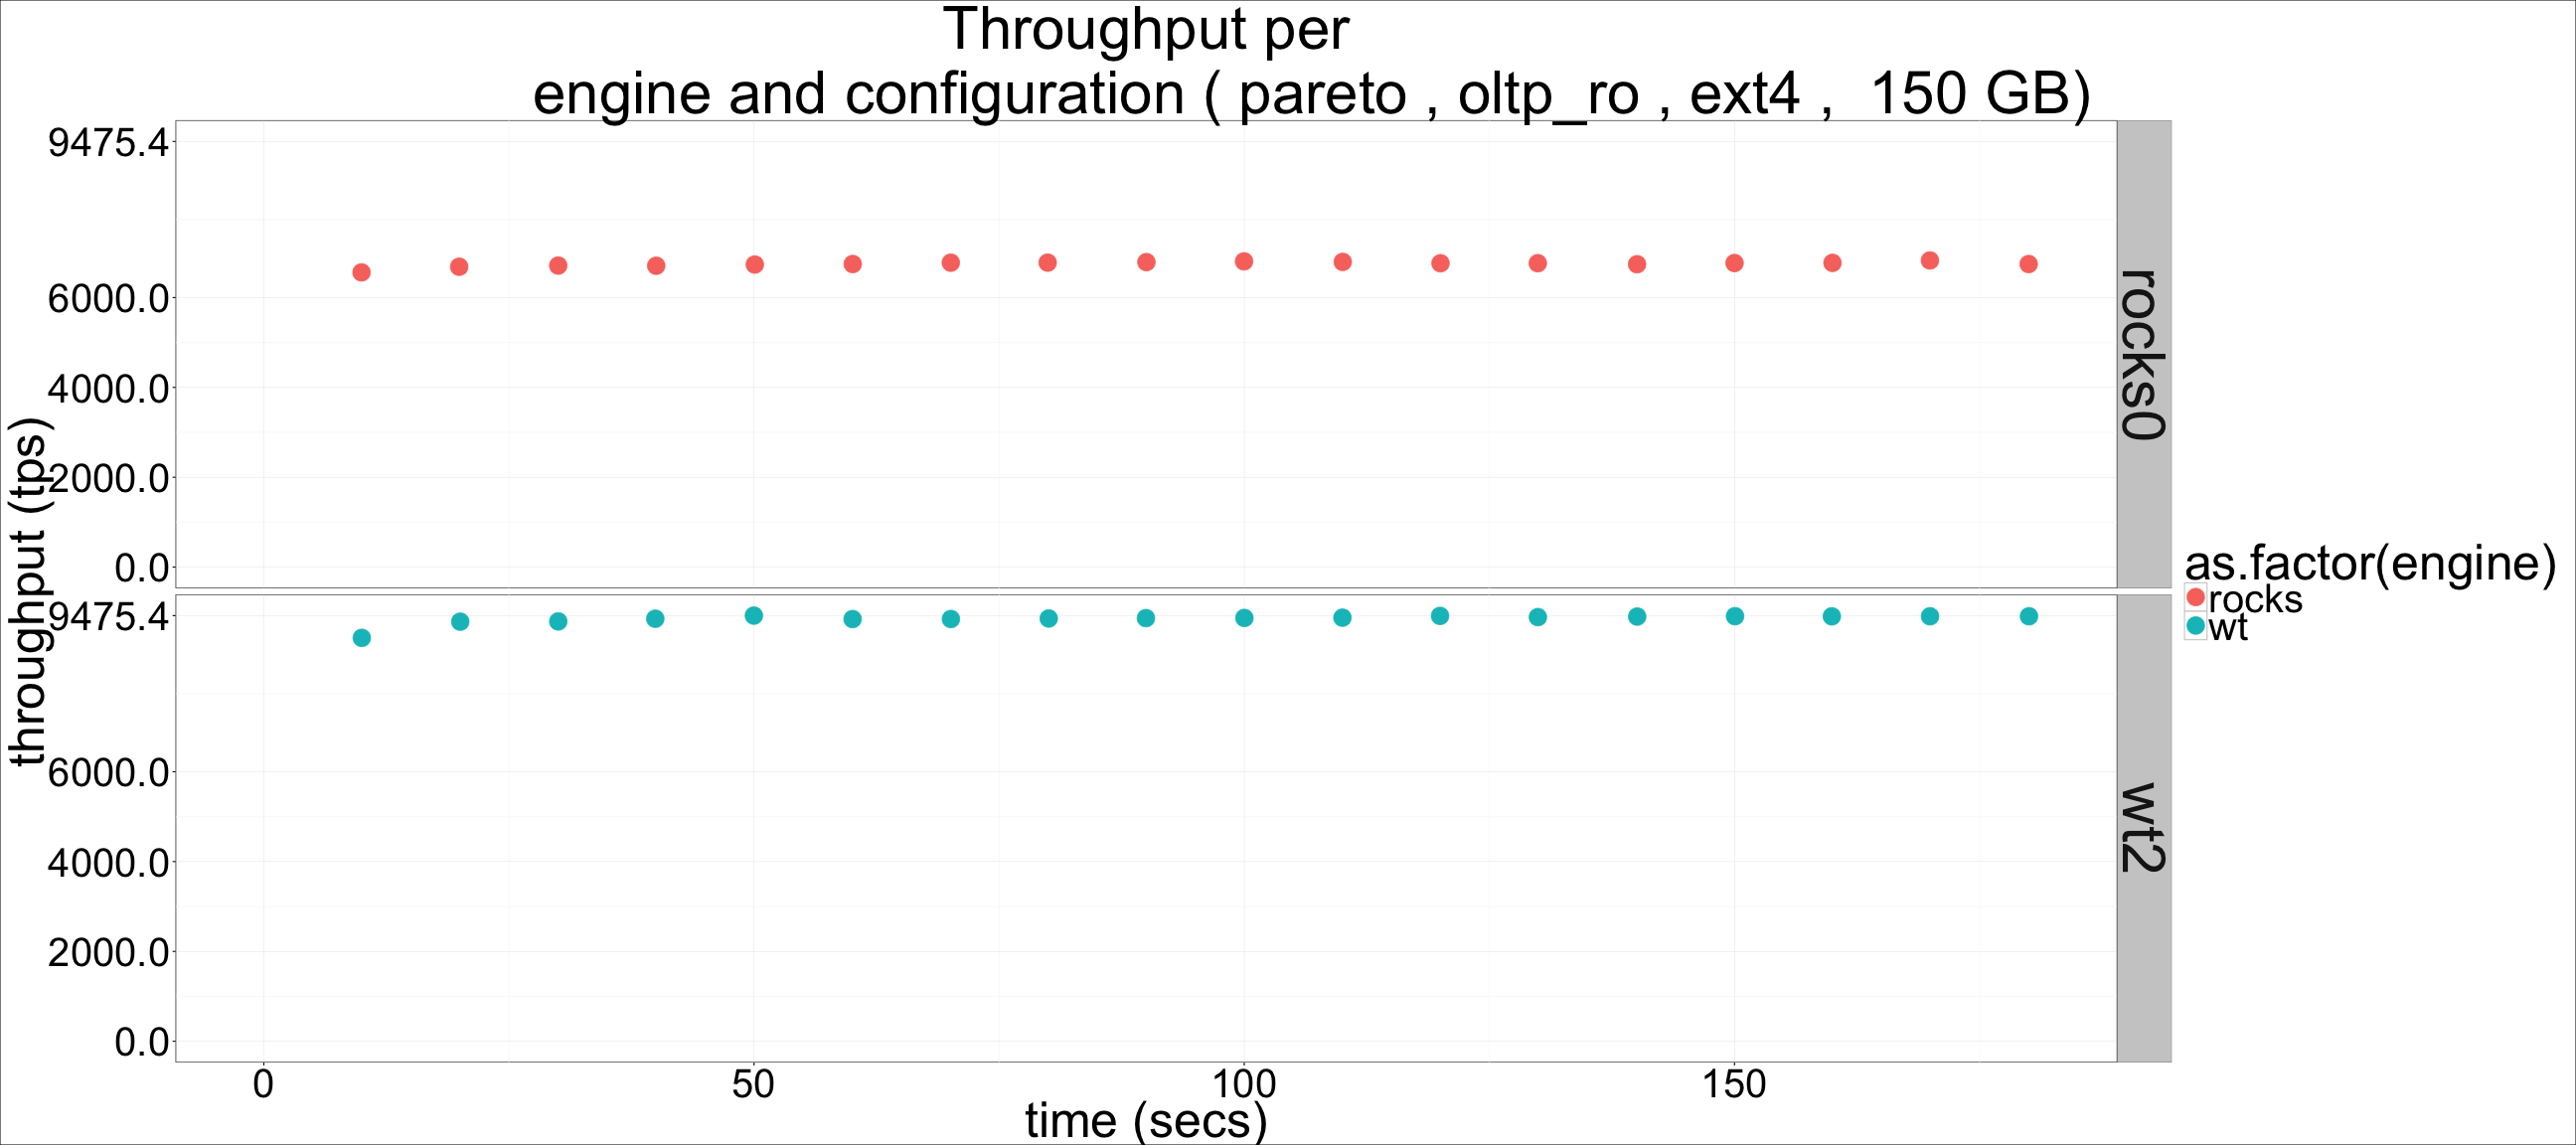 Throughput per
engine and configuration ( pareto , oltp_ro , ext4 ,  150 GB)
throughput (tps)
9475.4
6000.0
4000.0
2000.0
0.0
rocks0
9475.4
6000.0
4000.0
2000.0
0.0
wt2
0 50 100 150
time (secs)
as.factor(engine)
rocks
wt